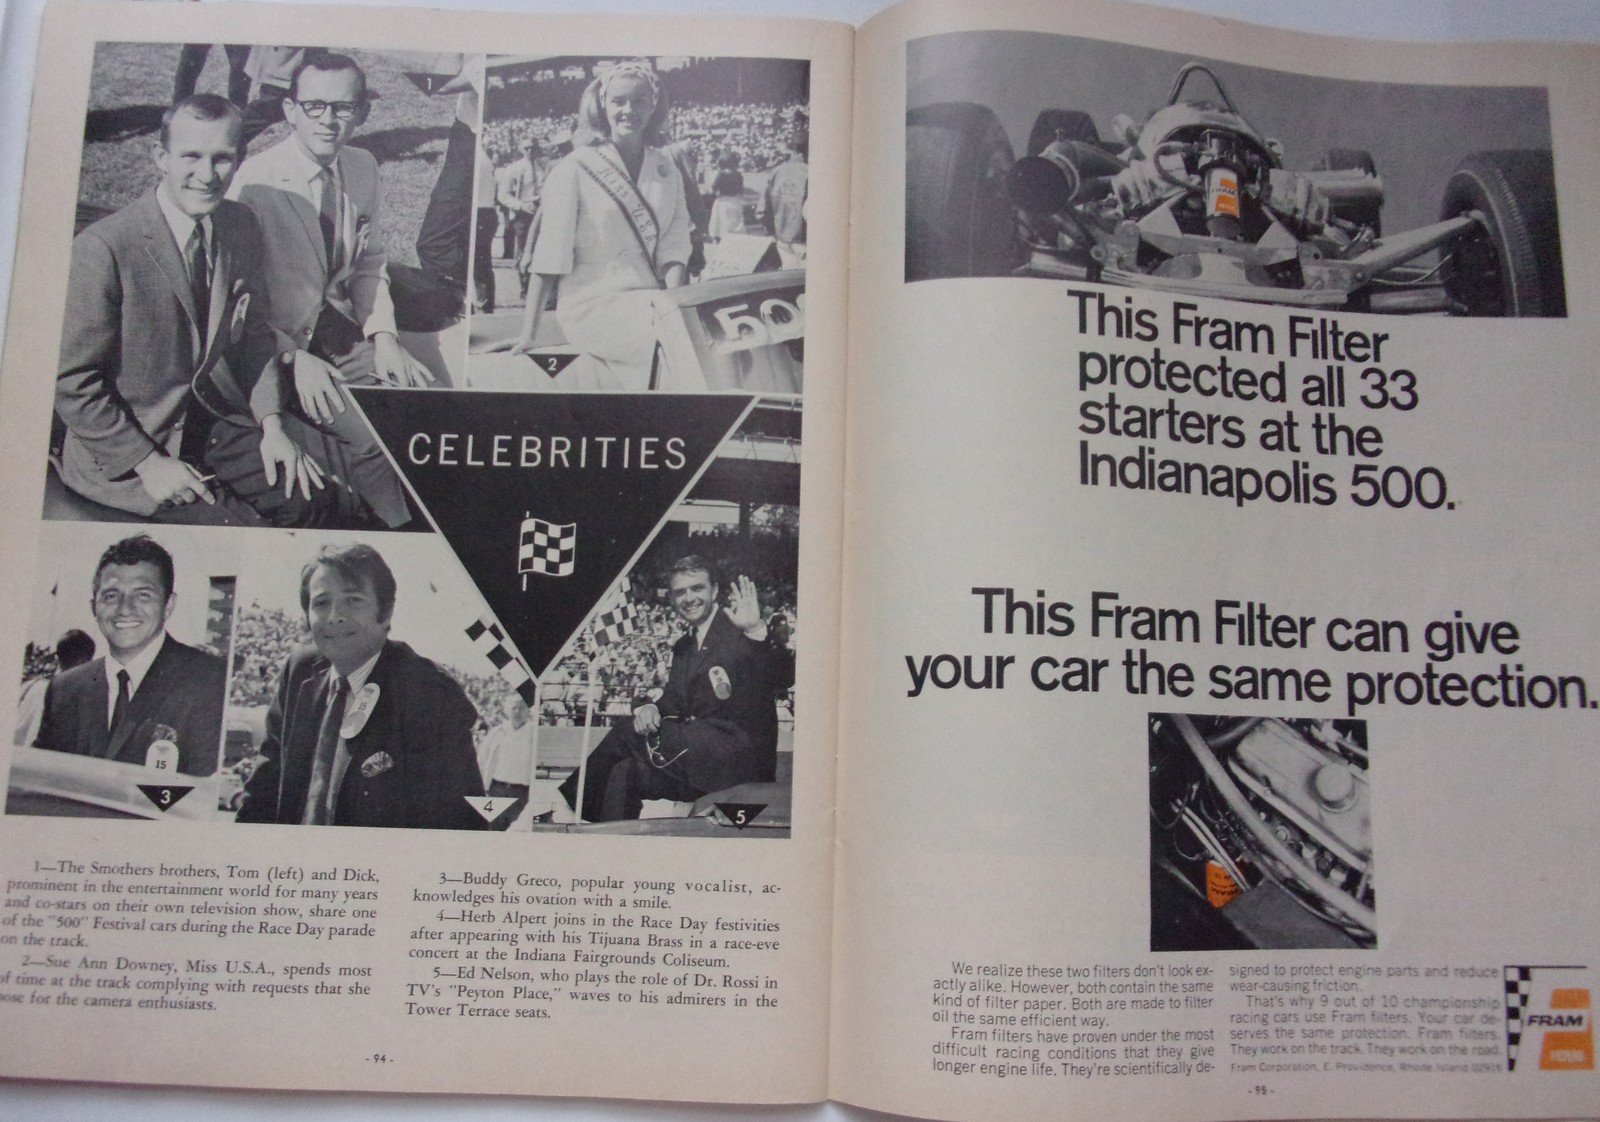 1
MISS U.S.A.
500
2
CELEBRITIES
15
3
15
4
5
1—The Smothers brothers, Tom (left) and Dick,
prominent in the entertainment world for many years
and co-stars on their own television show, share one
of the "500" Festival cars during the Race Day parade
on the track.
2—Sue Ann Downey, Miss U.S.A., spends most
of time at the track complying with requests that she
pose for the camera enthusiasts.
3—Buddy Greco, popular young vocalist, ac-
knowledges his ovation with a smile.
4—Herb Alpert joins in the Race Day festivities
after appearing with his Tijuana Brass in a race-eve
concert at the Indiana Fairgrounds Coliseum.
5—Ed Nelson, who plays the role of Dr. Rossi in
TV's "Peyton Place," waves to his admirers in the
Tower Terrace seats.
- 94 -
FRAM
This Fram Filter
protected all 33
starters at the
Indianapolis 500.
This Fram Filter can give
your car the same protection.
FRAM
We realize these two filters don't look ex-
actly alike. However, both contain the same
kind of filter paper. Both are made to filter
oil the same efficient way.
Fram filters have proven under the most
difficult racing conditions that they give
longer engine life. They're scientifically de-
signed to protect engine parts and reduce
wear-causing friction.
That's why 9 out of 10 championship
racing cars use Fram filters. Your car de-
serves the same protection. Fram filters.
They work on the track. They work on the road.
Fram Corporation, E. Providence, Rhode Island 02916
FRAM
- 95 -